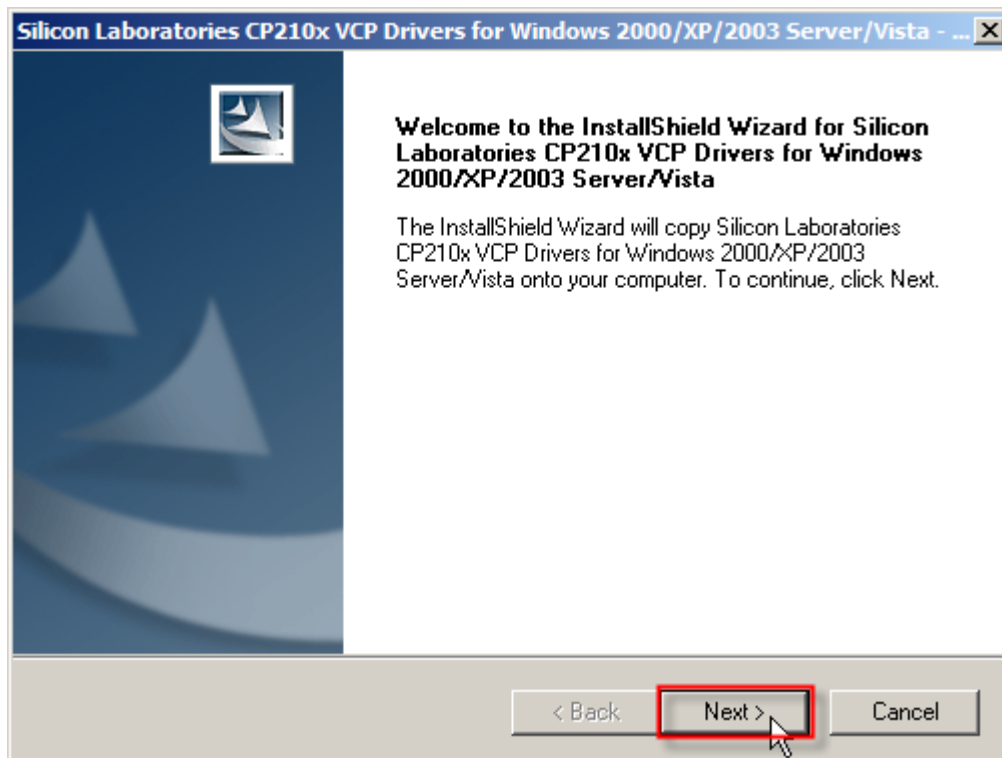 Silicon Laboratories CP210x VCP Drivers for Windows 2000/XP/2003 Server/Vista - ...
Welcome to the InstallShield Wizard for Silicon
Laboratories CP210x VCP Drivers for Windows
2000/XP/2003 Server/Vista
The InstallShield Wizard will copy Silicon Laboratories
CP210x VCP Drivers for Windows 2000/XP/2003
Server/Vista onto your computer. To continue, click Next.
< Back
Next >
Cancel